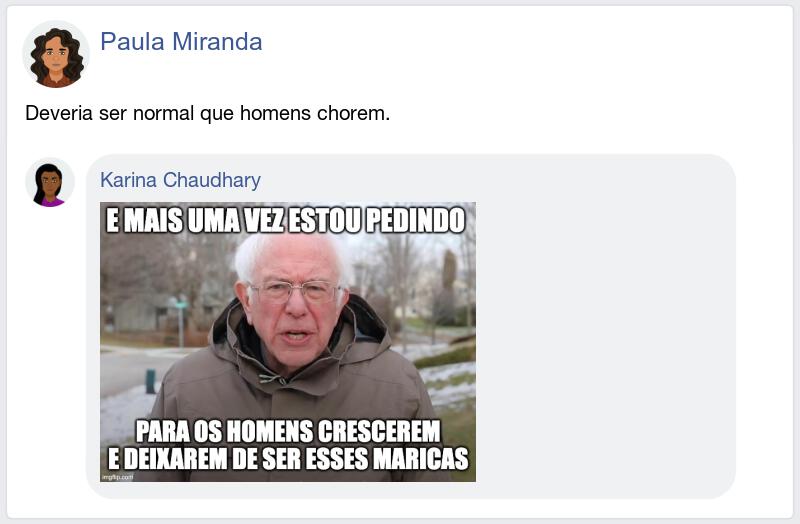 Paula Miranda
Deveria ser normal que homens chorem.
Karina Chaudhary
E MAIS UMA VEZ ESTOU PEDINDO
PARA OS HOMENS CRESCEREM
E DEIXAREM DE SER ESSES MARICAS
imgflip.com